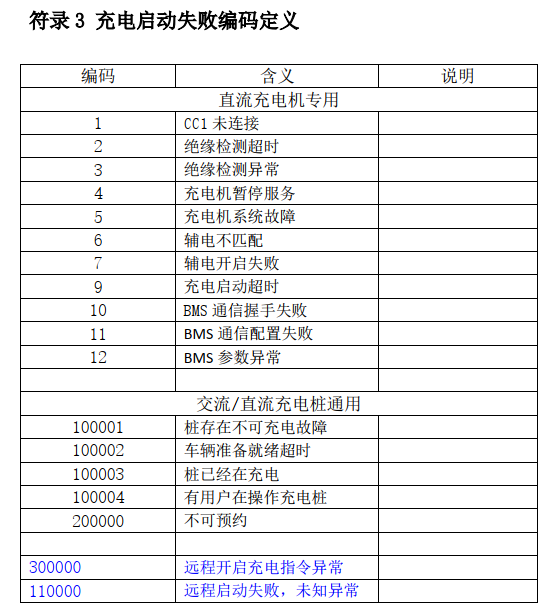 符录 3 充电启动失败编码定义
编码 含义 说明
直流充电机专用
1 CC1 未连接
2 绝缘检测超时
3 绝缘检测异常
4 充电机暂停服务
5 充电机系统故障
6 辅电不匹配
7 辅电开启失败
9 充电启动超时
10 BMS 通信握手失败
11 BMS 通信配置失败
12 BMS 参数异常
交流/直流充电桩通用
100001 桩存在不可充电故障
100002 车辆准备就绪超时
100003 桩已经在充电
100004 有用户在操作充电桩
200000 不可预约
300000 远程开启充电指令异常
110000 远程启动失败，未知异常